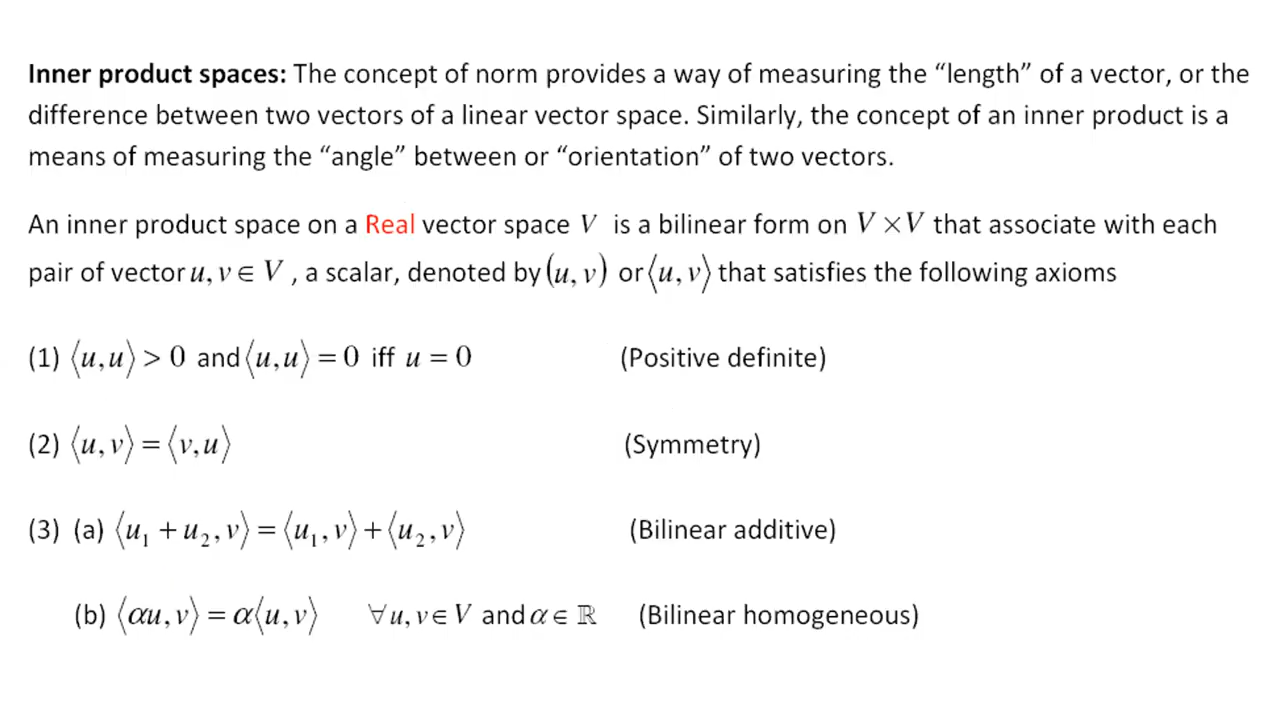 Inner product spaces: The concept of norm provides a way of measuring the “length” of a vector, or the
difference between two vectors of a linear vector space. Similarly, the concept of an inner product is a
means of measuring the “angle” between or “orientation” of two vectors.
An inner product space on a Real vector space V is a bilinear form on V × V that associate with each
pair of vector u, v ∈ V , a scalar, denoted by (u, v) or ⟨u, v⟩ that satisfies the following axioms
(1) ⟨u, u⟩ > 0 and ⟨u, u⟩ = 0 iff u = 0 (Positive definite)
(2) ⟨u, v⟩ = ⟨v, u⟩ (Symmetry)
(3) (a) ⟨u₁ + u₂, v⟩ = ⟨u₁, v⟩ + ⟨u₂, v⟩ (Bilinear additive)
(b) ⟨αu, v⟩ = α⟨u, v⟩ ∀ u, v ∈ V and α ∈ ℝ (Bilinear homogeneous)